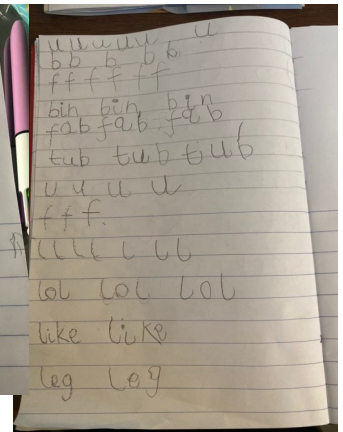 u u u u u u
b b b b b
f f f f f f
bin bin bin
fab fab fab
tub tub tub
u u u u
f f f.
l l l l l l l
lol lol lol
like like
leg leg